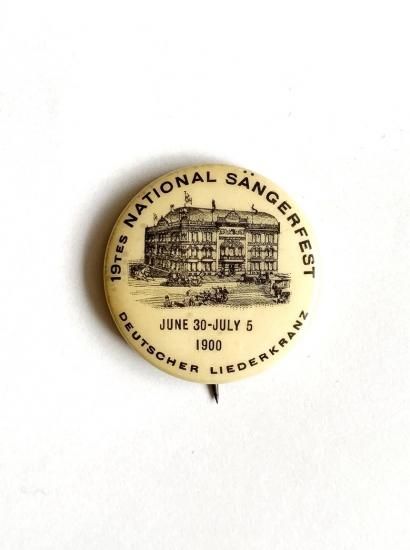 19TES NATIONAL SÄNGERFEST
JUNE 30-JULY 5
1900
DEUTSCHER LIEDERKRANZ